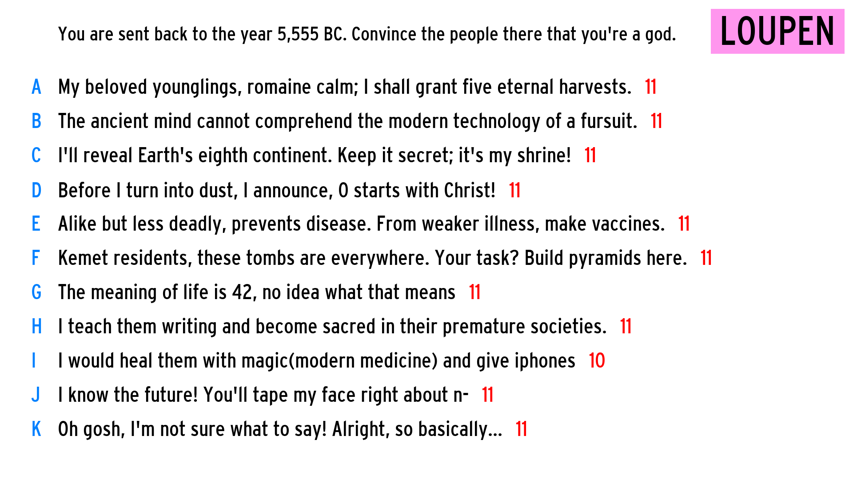 You are sent back to the year 5,555 BC. Convince the people there that you're a god.
LOUPEN
A My beloved younglings, romaine calm; I shall grant five eternal harvests. 11
B The ancient mind cannot comprehend the modern technology of a fursuit. 11
C I'll reveal Earth's eighth continent. Keep it secret; it's my shrine! 11
D Before I turn into dust, I announce, 0 starts with Christ! 11
E Alike but less deadly, prevents disease. From weaker illness, make vaccines. 11
F Kemet residents, these tombs are everywhere. Your task? Build pyramids here. 11
G The meaning of life is 42, no idea what that means 11
H I teach them writing and become sacred in their premature societies. 11
I I would heal them with magic(modern medicine) and give iphones 10
J I know the future! You'll tape my face right about n- 11
K Oh gosh, I'm not sure what to say! Alright, so basically... 11